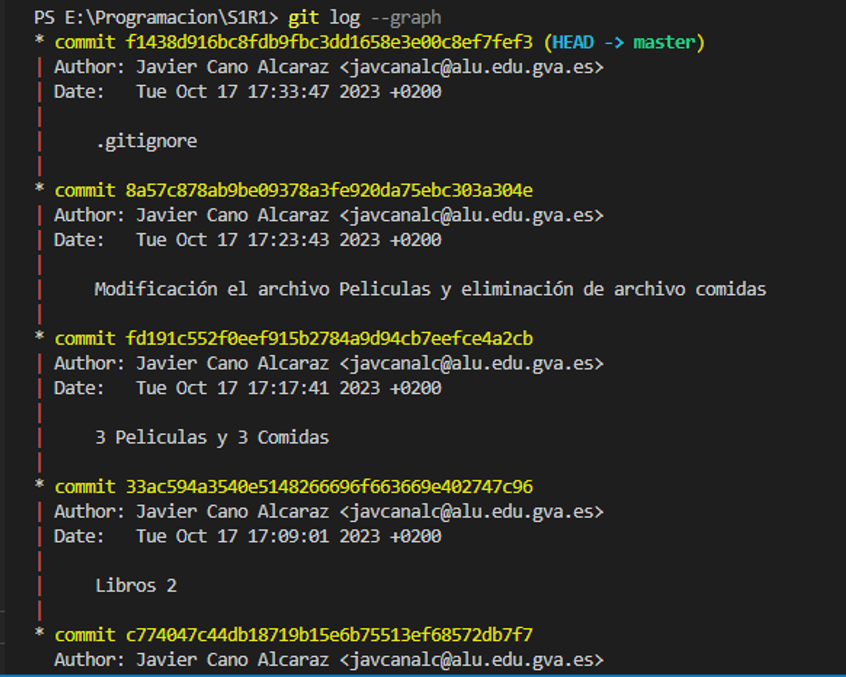 PS E:\Programacion\S1R1> git log --graph
* commit f1438d916bc8fdb9fbc3dd1658e3e00c8ef7fef3 (HEAD -> master)
| Author: Javier Cano Alcaraz <javcanalc@alu.edu.gva.es>
| Date:   Tue Oct 17 17:33:47 2023 +0200
|
|     .gitignore
|
* commit 8a57c878ab9be09378a3fe920da75ebc303a304e
| Author: Javier Cano Alcaraz <javcanalc@alu.edu.gva.es>
| Date:   Tue Oct 17 17:23:43 2023 +0200
|
|     Modificación el archivo Peliculas y eliminación de archivo comidas
|
* commit fd191c552f0eef915b2784a9d94cb7eefce4a2cb
| Author: Javier Cano Alcaraz <javcanalc@alu.edu.gva.es>
| Date:   Tue Oct 17 17:17:41 2023 +0200
|
|     3 Peliculas y 3 Comidas
|
* commit 33ac594a3540e5148266696f663669e402747c96
| Author: Javier Cano Alcaraz <javcanalc@alu.edu.gva.es>
| Date:   Tue Oct 17 17:09:01 2023 +0200
|
|     Libros 2
|
* commit c774047c44db18719b15e6b75513ef68572db7f7
  Author: Javier Cano Alcaraz <javcanalc@alu.edu.gva.es>